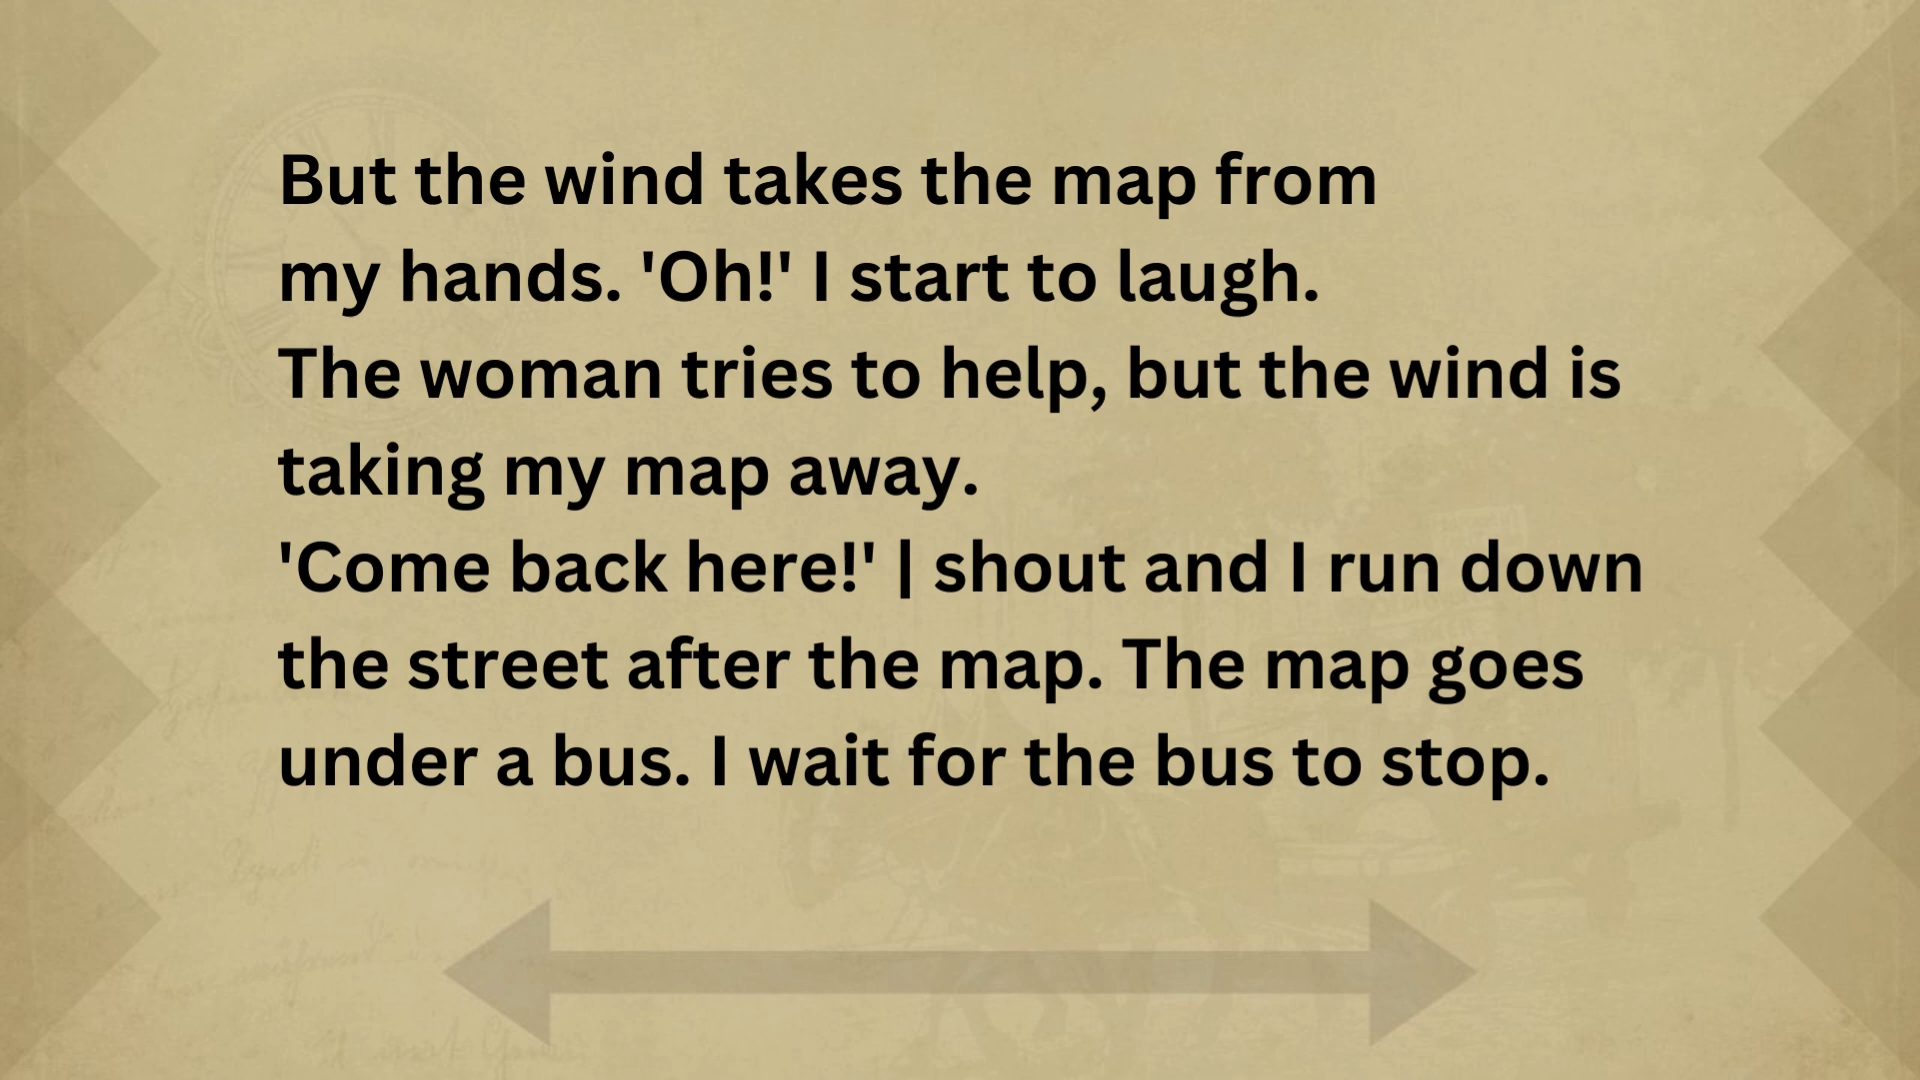 But the wind takes the map from
my hands. 'Oh!' I start to laugh.
The woman tries to help, but the wind is
taking my map away.
'Come back here!' | shout and I run down
the street after the map. The map goes
under a bus. I wait for the bus to stop.